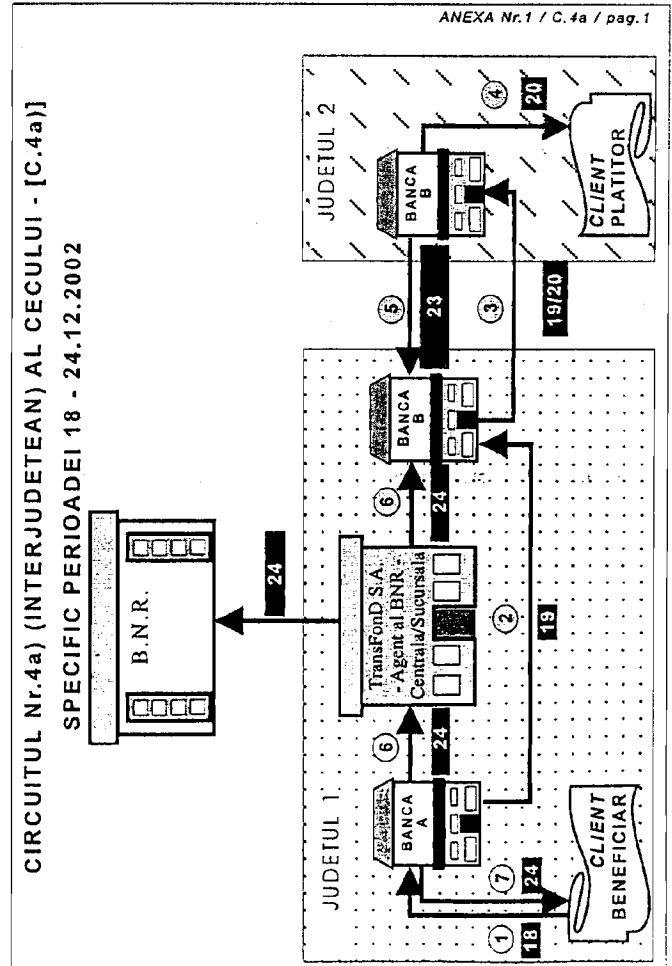 ANEXA Nr.1 / C.4a / pag.1
CIRCUITUL Nr.4a) (INTERJUDETEAN) AL CECULUI - [C.4a)]
SPECIFIC PERIOADEI 18 - 24.12.2002
B.N.R.
24
JUDETUL 1
BANCA
A
6
24
TransFonD S.A.
- Agent al BNR -
Centrala/Sucursala
6
24
BANCA
B
5
23
3
19/20
JUDETUL 2
BANCA
B
4
20
CLIENT
PLATITOR
2
19
1
18
7
24
CLIENT
BENEFICIAR